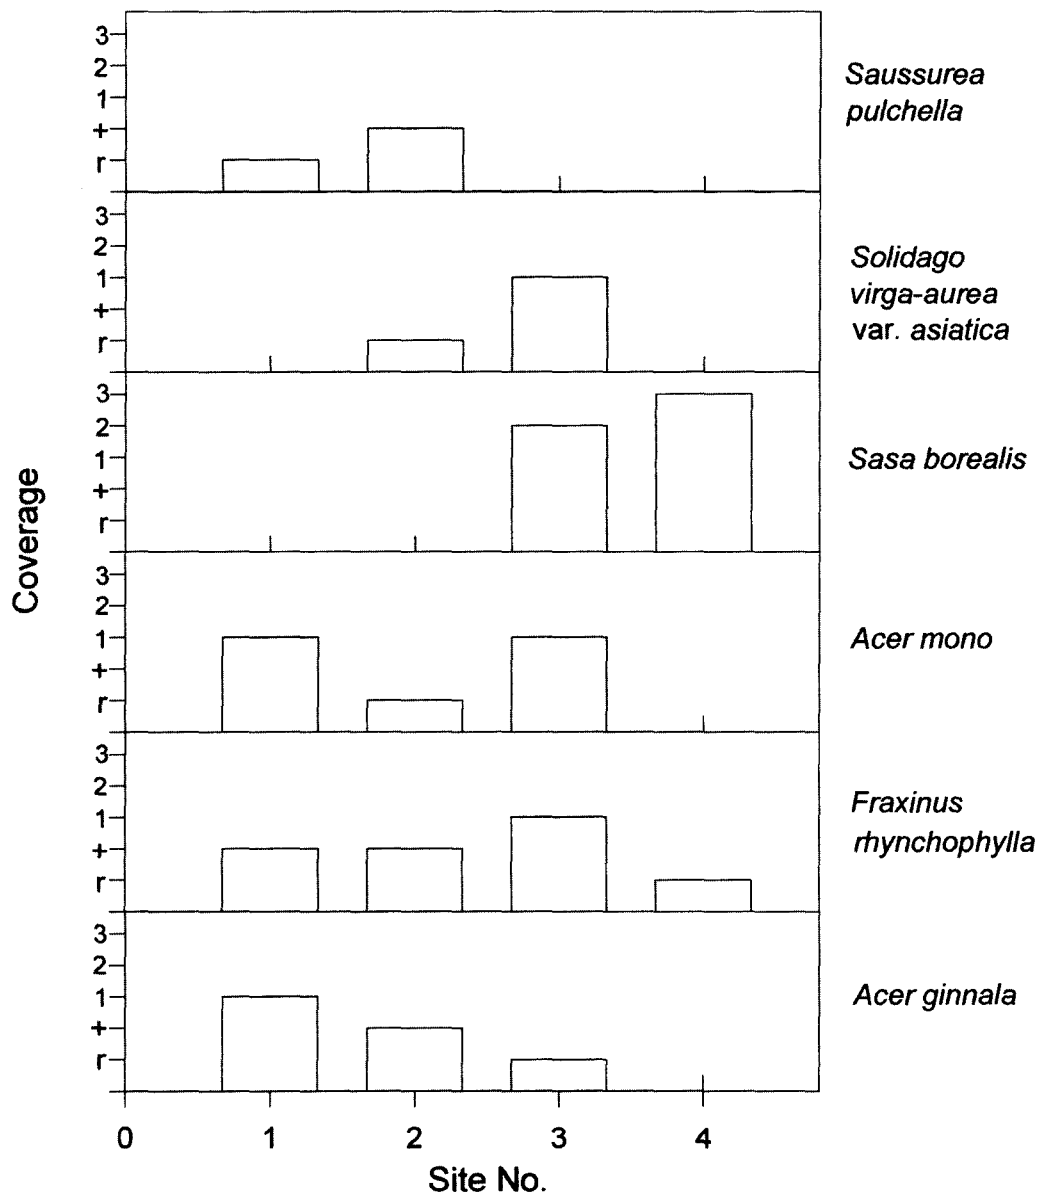 3
2
1
+
r
Saussurea
pulchella
3
2
1
+
r
Solidago
virga-aurea
var. asiatica
3
2
1
+
r
Sasa borealis
Coverage
3
2
1
+
r
Acer mono
3
2
1
+
r
Fraxinus
rhynchophylla
3
2
1
+
r
Acer ginnala
0 1 2 3 4
Site No.